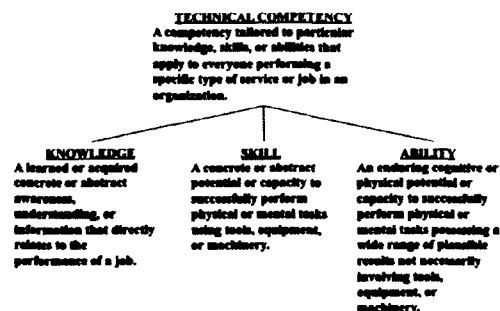 TECHNICAL COMPETENCY
A competency tailored to particular
knowledge, skills, or abilities that
apply to everyone performing a
specific type of service or job in an
organization.
KNOWLEDGE
A learned or acquired
concrete or abstract
awareness,
understanding, or
information that directly
relates to the
performance of a job.
SKILL
A concrete or abstract
potential or capacity to
successfully perform
physical or mental tasks
using tools, equipment,
or machinery.
ABILITY
An enduring cognitive or
physical potential or
capacity to successfully
perform physical or
mental tasks possessing a
wide range of plausible
results not necessarily
involving tools,
equipment, or
machinery.